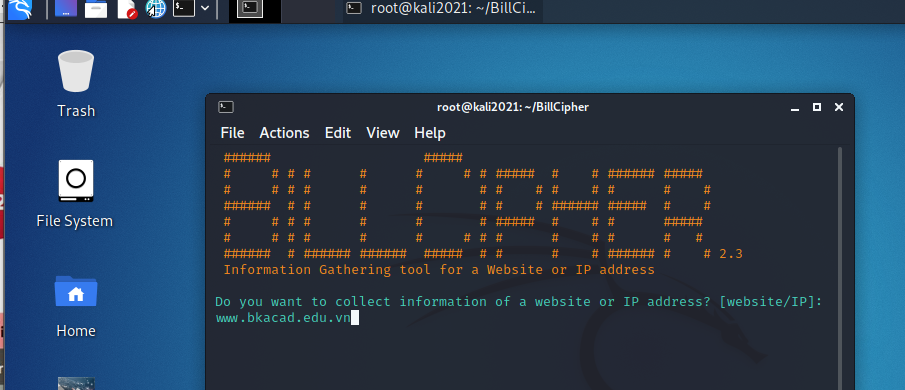 root@kali2021: ~/BillCi...
Trash
File System
Home
root@kali2021: ~/BillCipher
File Actions Edit View Help
BillCipher
2.3
Information Gathering tool for a Website or IP address
Do you want to collect information of a website or IP address? [website/IP]:
www.bkacad.edu.vn